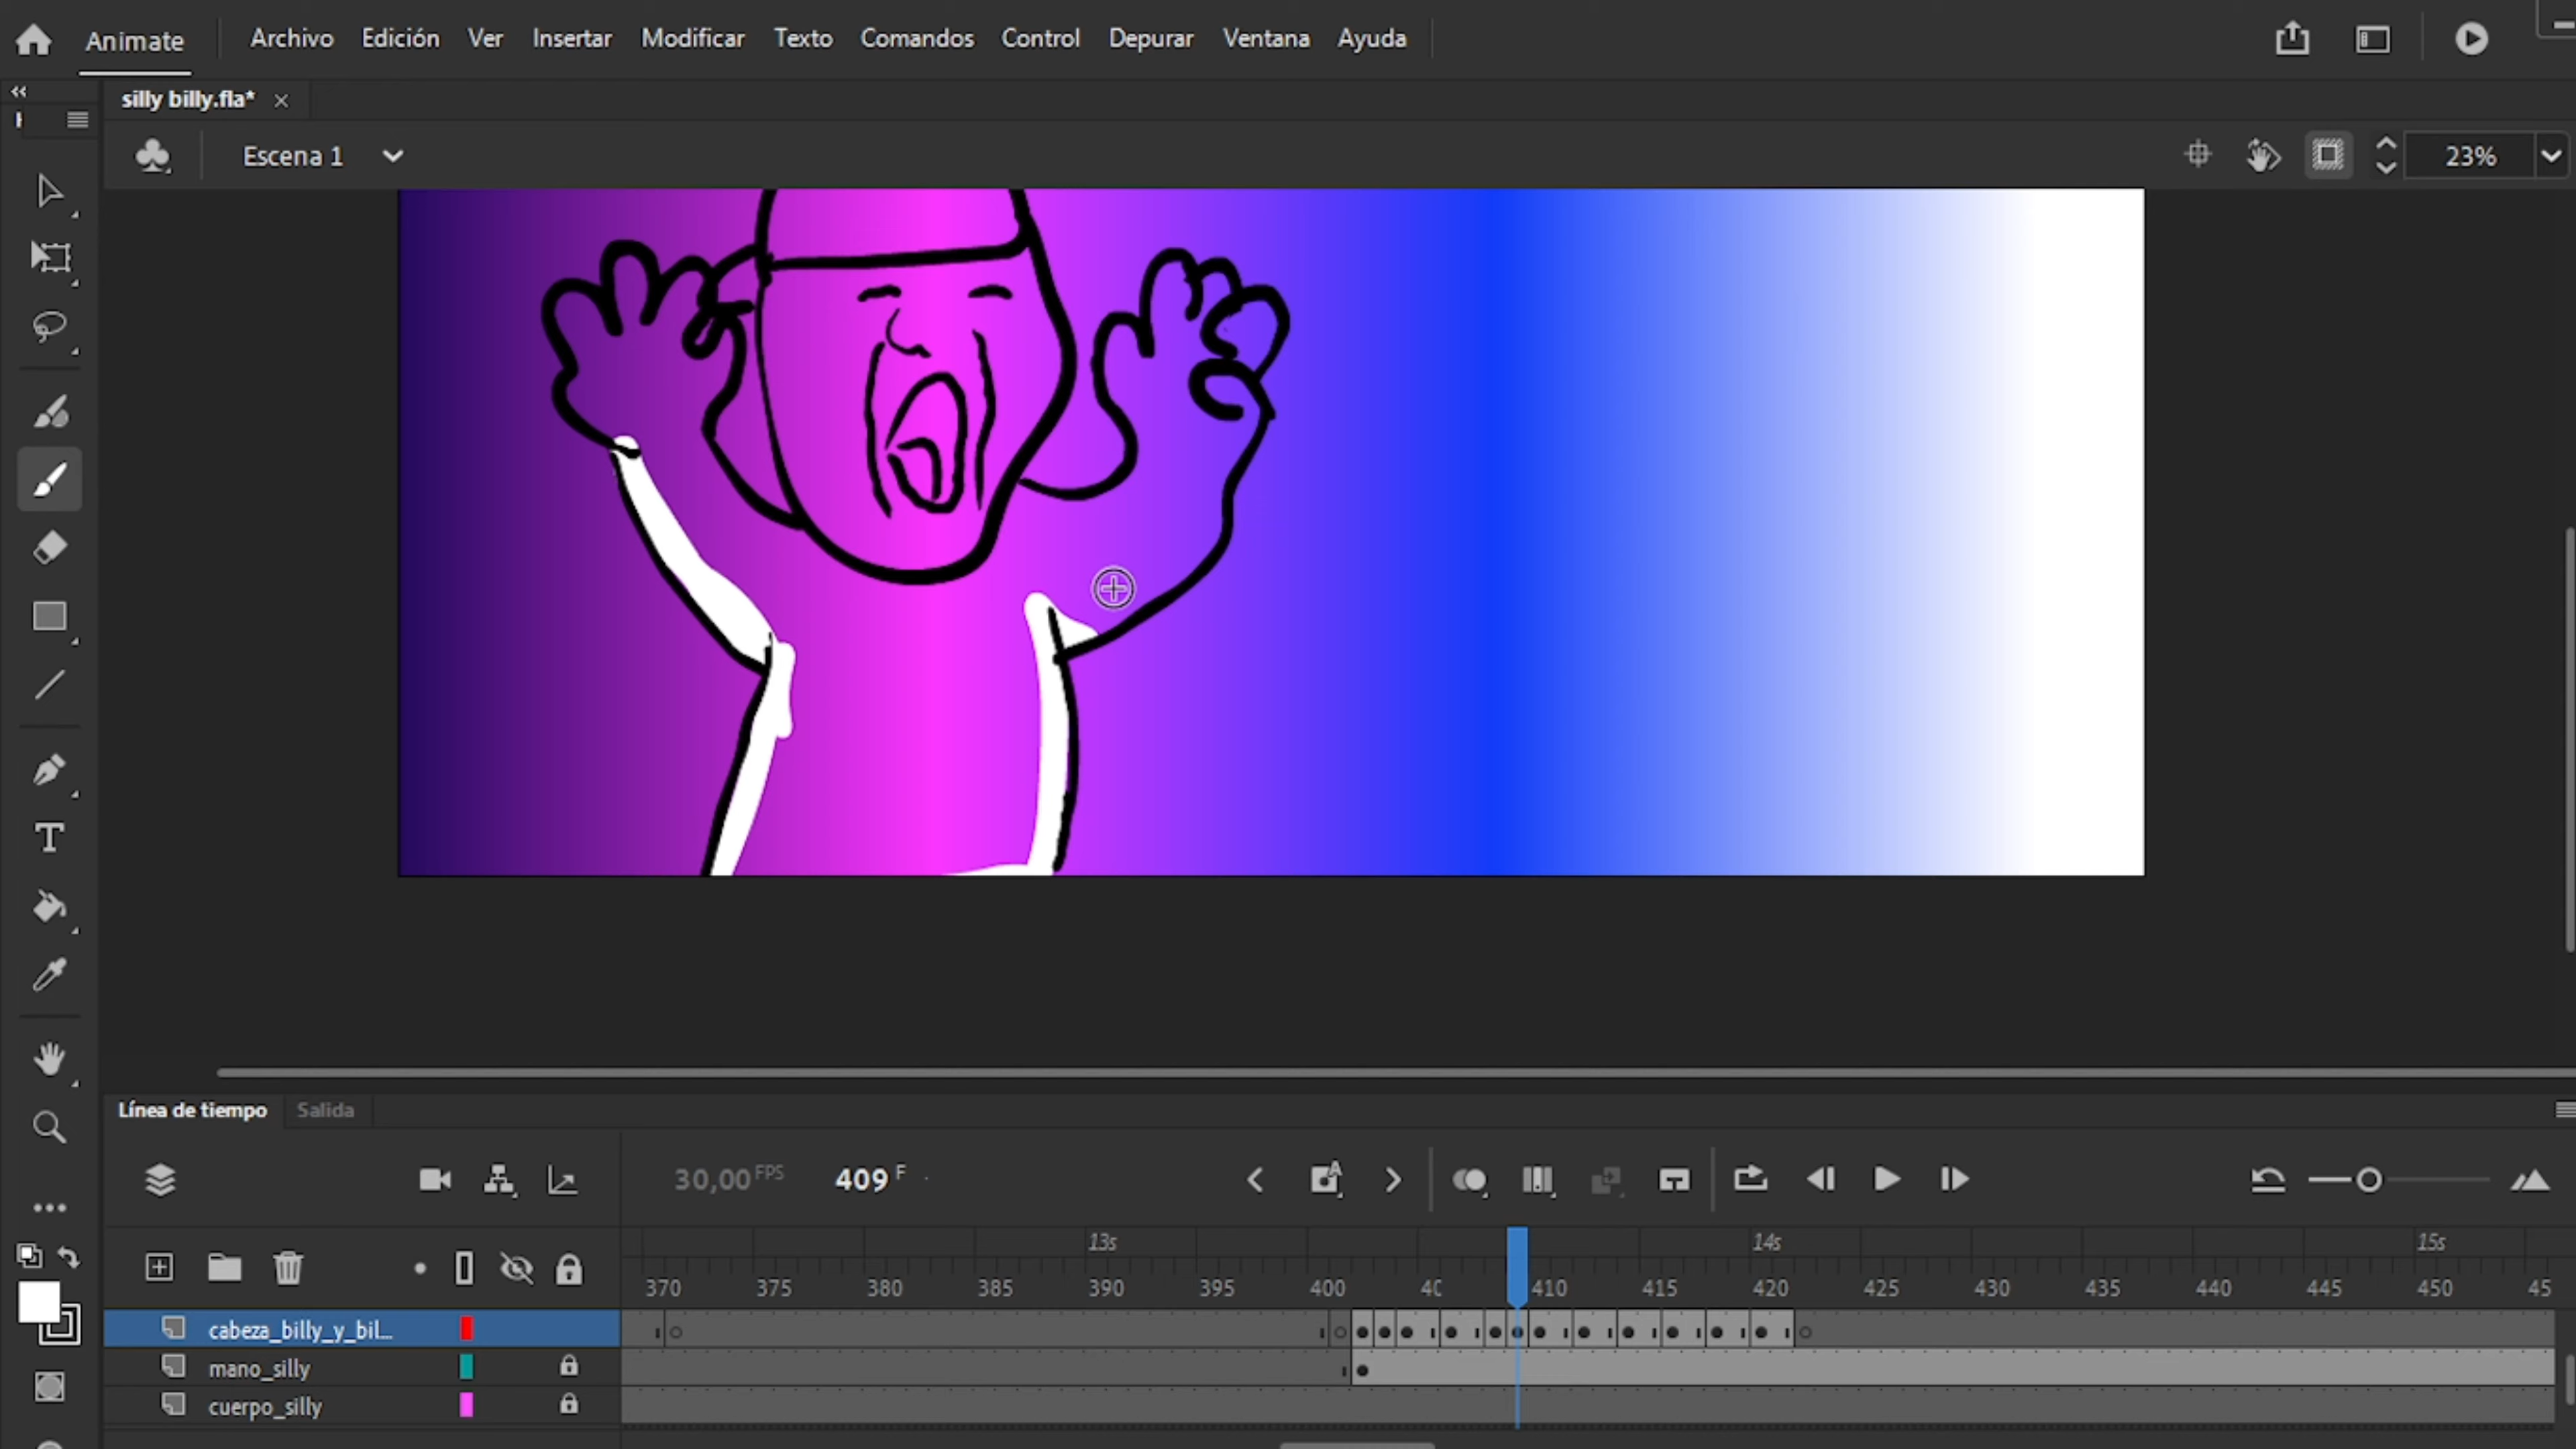 Animate Archivo Edición Ver Insertar Modificar Texto Comandos Control Depurar Ventana Ayuda
silly billy.fla*
Escena 1
23%
T
Línea de tiempo Salida
30,00 FPS 409 F
13s 14s 15s
370 375 380 385 390 395 400 40 410 415 420 425 430 435 440 445 450 45
cabeza_billy_y_bil...
mano_silly
cuerpo_silly